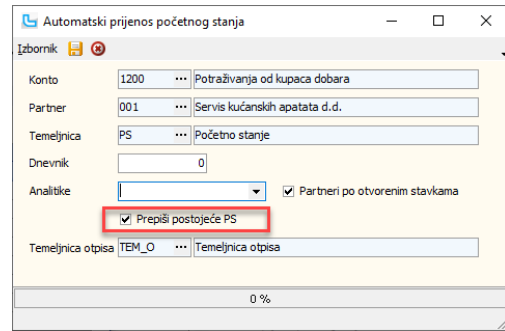 Automatski prijenos početnog stanja
Izbornik
Konto 1200 ... Potraživanja od kupaca dobara
Partner 001 ... Servis kućanskih apatata d.d.
Temeljnica PS ... Početno stanje
Dnevnik 0
Analitike Partneri po otvorenim stavkama
Prepiši postojeće PS
Temeljnica otpisa TEM_O ... Temeljnica otpisa
0 %